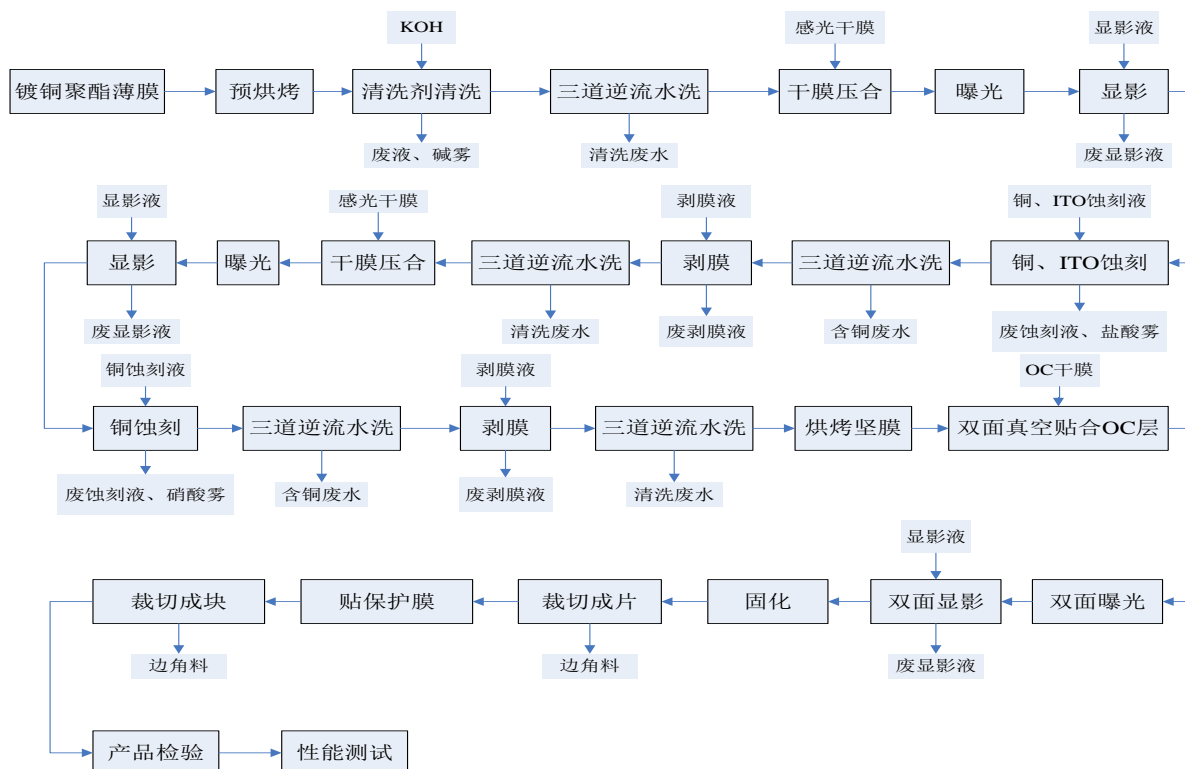 KOH
感光干膜
显影液
镀铜聚酯薄膜
预烘烤
清洗剂清洗
三道逆流水洗
干膜压合
曝光
显影
废液、碱雾
清洗废水
废显影液
显影液
感光干膜
剥膜液
铜、ITO蚀刻液
显影
曝光
干膜压合
三道逆流水洗
剥膜
三道逆流水洗
铜、ITO蚀刻
废显影液
清洗废水
废剥膜液
含铜废水
废蚀刻液、盐酸雾
铜蚀刻液
剥膜液
OC干膜
铜蚀刻
三道逆流水洗
剥膜
三道逆流水洗
烘烤坚膜
双面真空贴合OC层
废蚀刻液、硝酸雾
含铜废水
废剥膜液
清洗废水
显影液
裁切成块
贴保护膜
裁切成片
固化
双面显影
双面曝光
边角料
边角料
废显影液
产品检验
性能测试